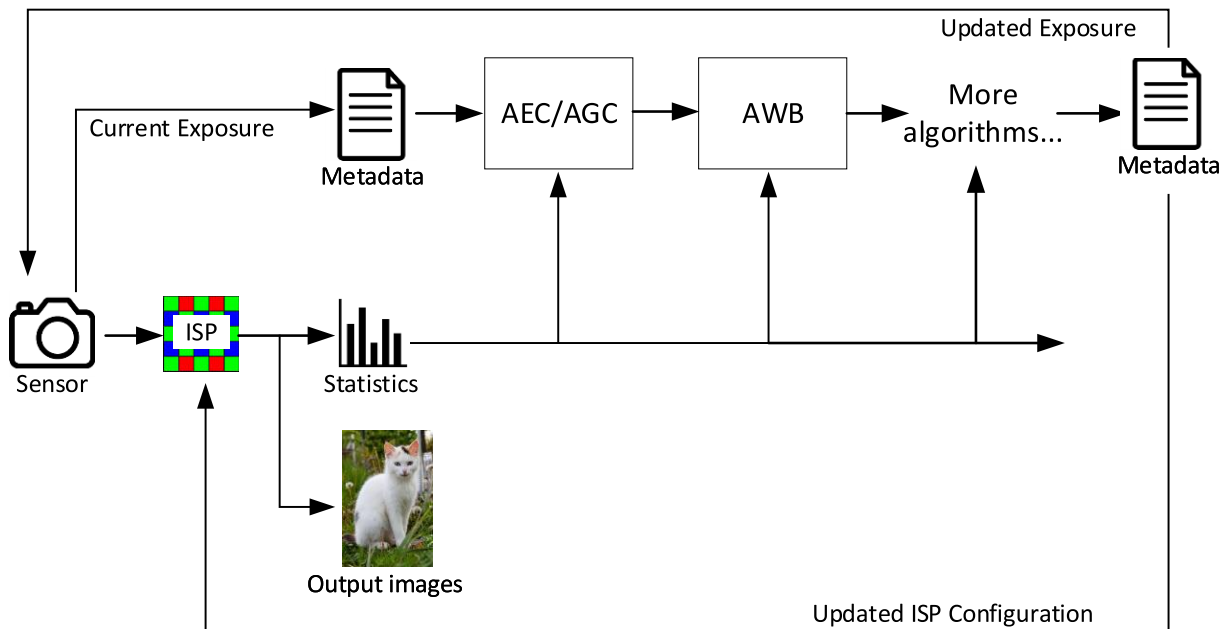 Updated Exposure
Current Exposure
Metadata
AEC/AGC
AWB
More
algorithms...
Metadata
Sensor
ISP
Statistics
Output images
Updated ISP Configuration